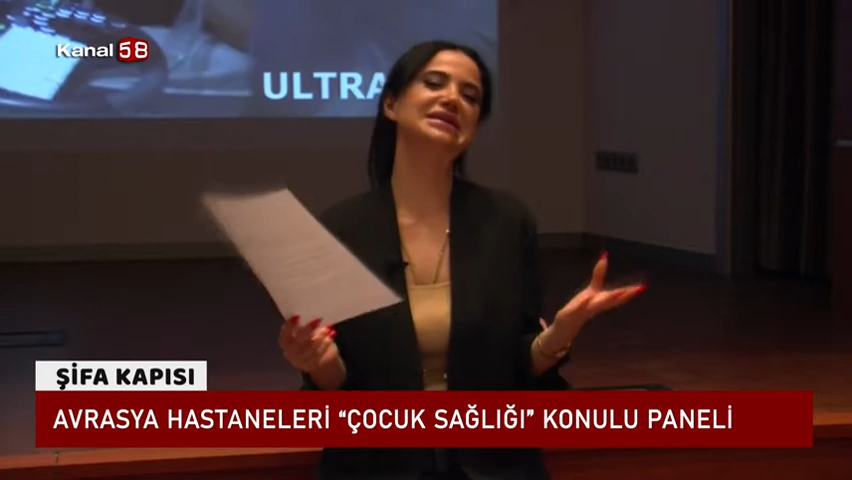 Kanal 58
ULTRA
ŞİFA KAPISI
AVRASYA HASTANELERİ “ÇOCUK SAĞLIĞI” KONULU PANELİ